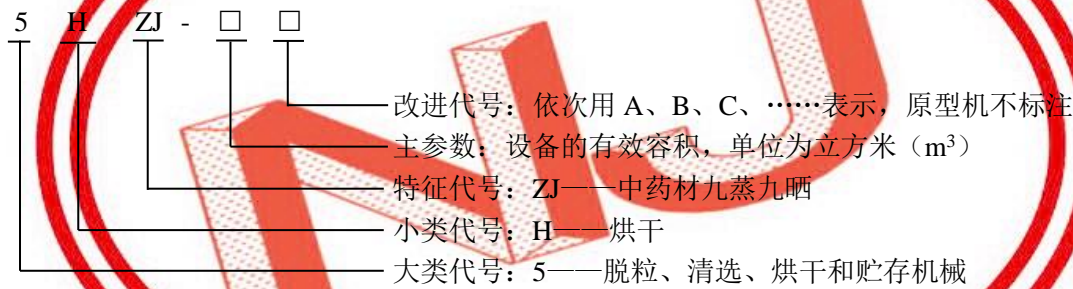 5 H ZJ - □ □
改进代号：依次用 A、B、C、……表示，原型机不标注
主参数：设备的有效容积，单位为立方米（m³）
特征代号：ZJ——中药材九蒸九晒
小类代号：H——烘干
大类代号：5——脱粒、清选、烘干和贮存机械